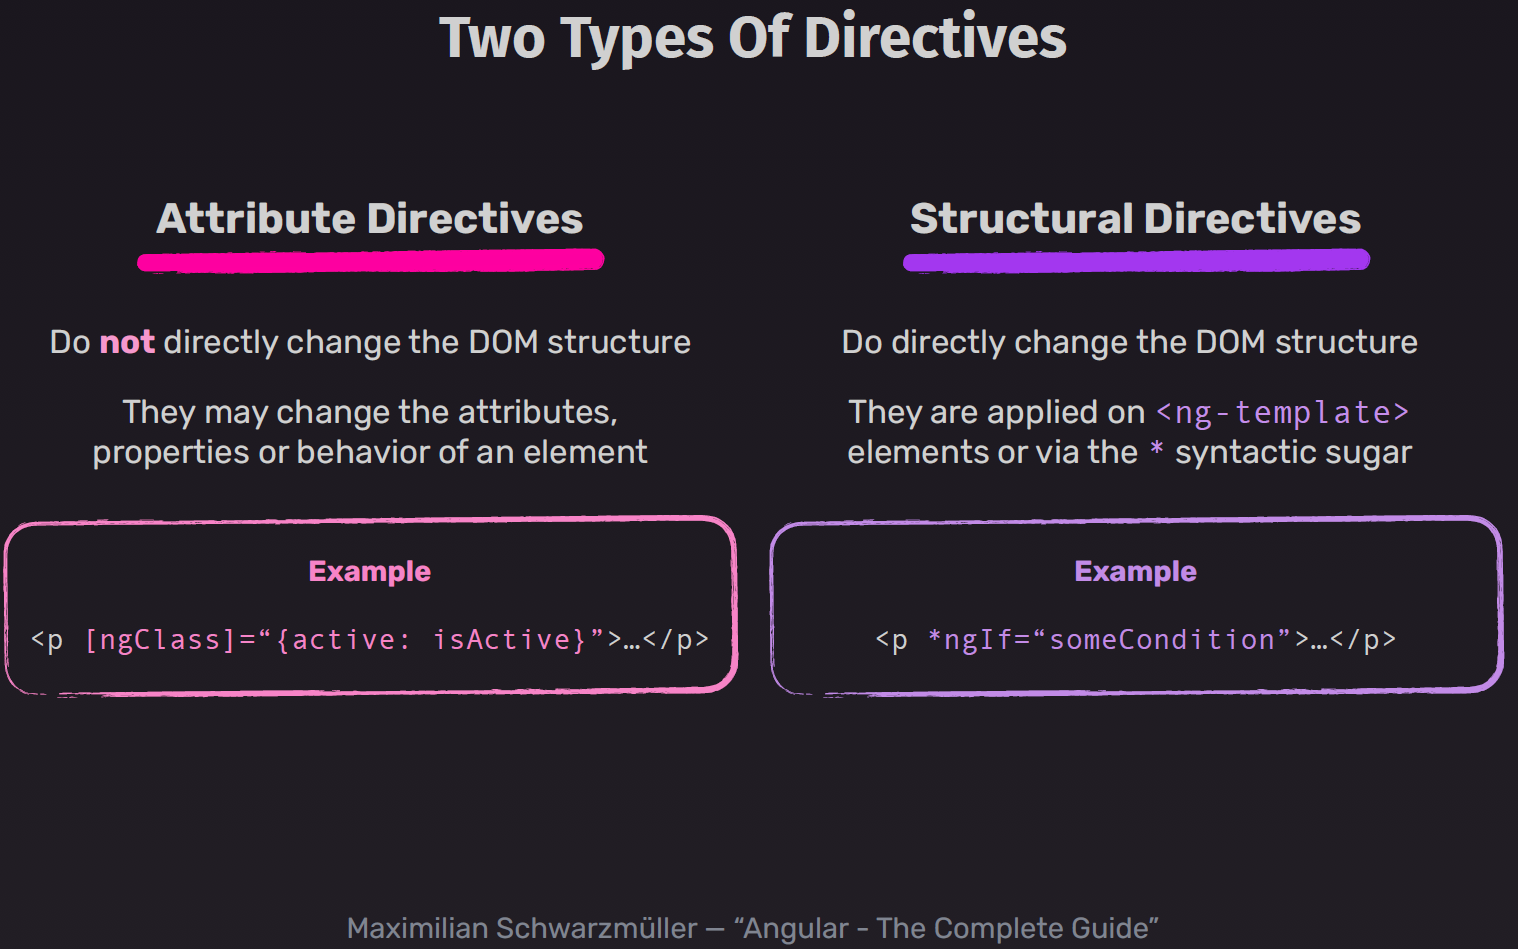 Two Types Of Directives
Attribute Directives
Do not directly change the DOM structure
They may change the attributes,
properties or behavior of an element
Example
<p [ngClass]=“{active: isActive}”>…</p>
Structural Directives
Do directly change the DOM structure
They are applied on <ng-template>
elements or via the * syntactic sugar
Example
<p *ngIf=“someCondition”>…</p>
Maximilian Schwarzmüller — “Angular - The Complete Guide”